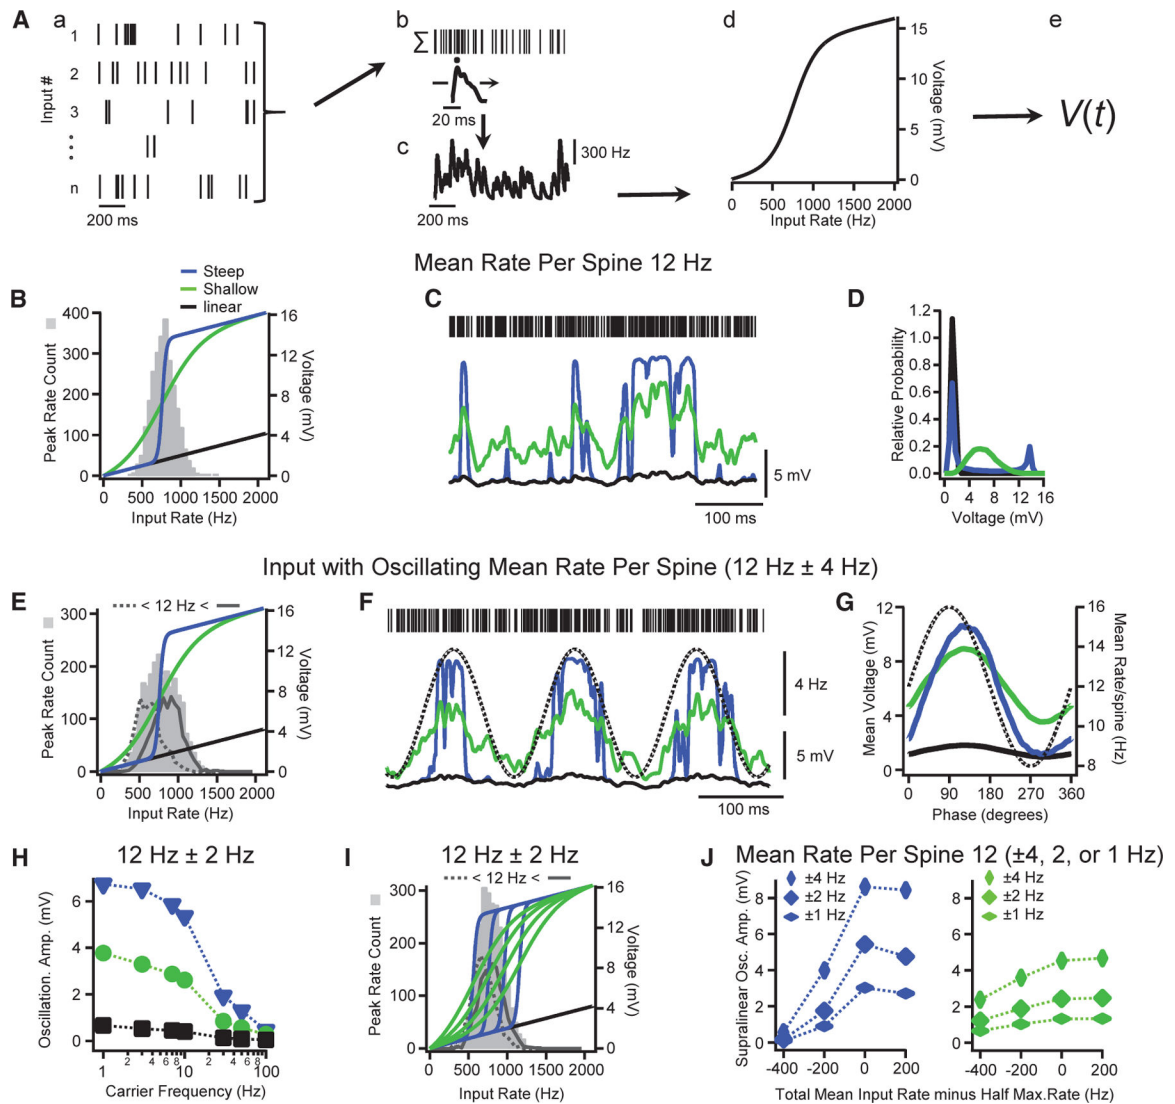 A a b d e
Input #
1
2
3
n
200 ms
Σ
20 ms
c
300 Hz
200 ms
15
10
5
0
Voltage (mV)
0 500 1000 1500 2000
Input Rate (Hz)
V(t)
Mean Rate Per Spine 12 Hz
B
Steep
Shallow
linear
Peak Rate Count
400
300
200
100
0
16
12
8
4
0
Voltage (mV)
0 500 1000 1500 2000
Input Rate (Hz)
C
5 mV
100 ms
D
Relative Probability
1.2
1.0
0.8
0.6
0.4
0.2
0.0
0 4 8 12 16
Voltage (mV)
Input with Oscillating Mean Rate Per Spine (12 Hz ± 4 Hz)
E
< 12 Hz <
Peak Rate Count
300
200
100
0
16
12
8
4
0
Voltage (mV)
0 500 1000 1500 2000
Input Rate (Hz)
F
4 Hz
5 mV
100 ms
G
Mean Voltage (mV)
12
8
4
0
16
14
12
10
8
Mean Rate/spine (Hz)
0 90 180 270 360
Phase (degrees)
H 12 Hz ± 2 Hz
Oscillation. Amp. (mV)
6
4
2
0
1 2 4 6 8 10 2 4 6 8 100
Carrier Frequency (Hz)
I 12 Hz ± 2 Hz
< 12 Hz <
Peak Rate Count
300
200
100
0
16
12
8
4
0
Voltage (mV)
0 500 1000 1500 2000
Input Rate (Hz)
J Mean Rate Per Spine 12 (±4, 2, or 1 Hz)
Supralinear Osc. Amp. (mV)
8
6
4
2
0
±4 Hz
±2 Hz
±1 Hz
-400 -200 0 200
8
6
4
2
0
±4 Hz
±2 Hz
±1 Hz
-400 -200 0 200
Total Mean Input Rate minus Half Max.Rate (Hz)